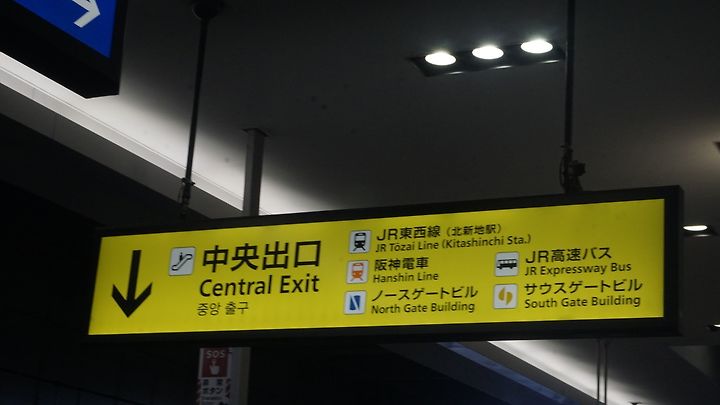 中央出口
Central Exit
중앙 출구
JR東西線（北新地駅）
JR Tōzai Line (Kitashinchi Sta.)
阪神電車
Hanshin Line
ノースゲートビル
North Gate Building
JR高速バス
JR Expressway Bus
サウスゲートビル
South Gate Building
SOS
ボタン